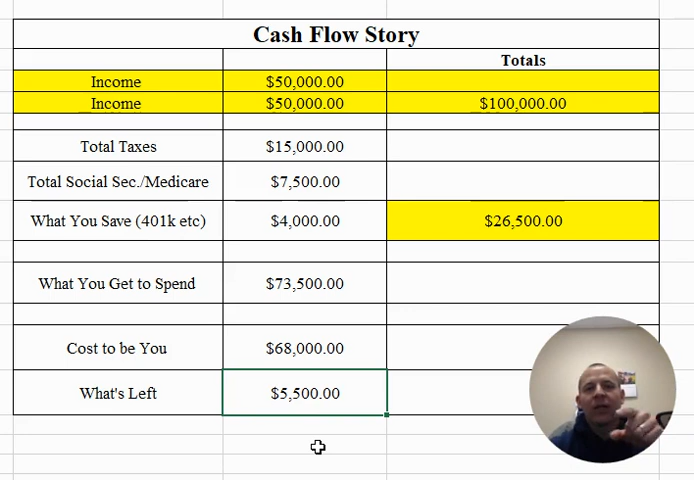 Cash Flow Story
Totals
Income $50,000.00
Income $50,000.00 $100,000.00
Total Taxes $15,000.00
Total Social Sec./Medicare $7,500.00
What You Save (401k etc) $4,000.00 $26,500.00
What You Get to Spend $73,500.00
Cost to be You $68,000.00
What's Left $5,500.00